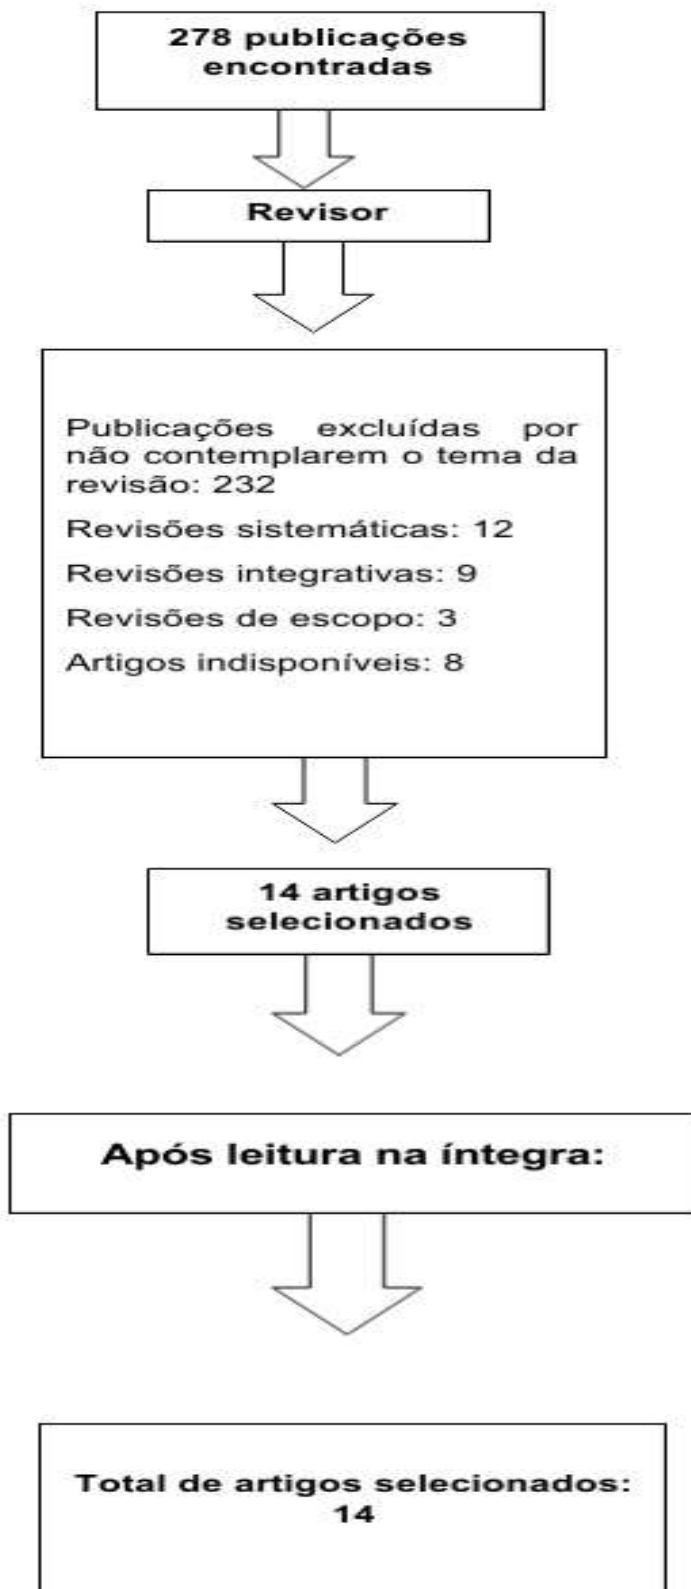 278 publicações
encontradas
Revisor
Publicações excluídas por
não contemplarem o tema da
revisão: 232
Revisões sistemáticas: 12
Revisões integrativas: 9
Revisões de escopo: 3
Artigos indisponíveis: 8
14 artigos
selecionados
Após leitura na íntegra:
Total de artigos selecionados:
14